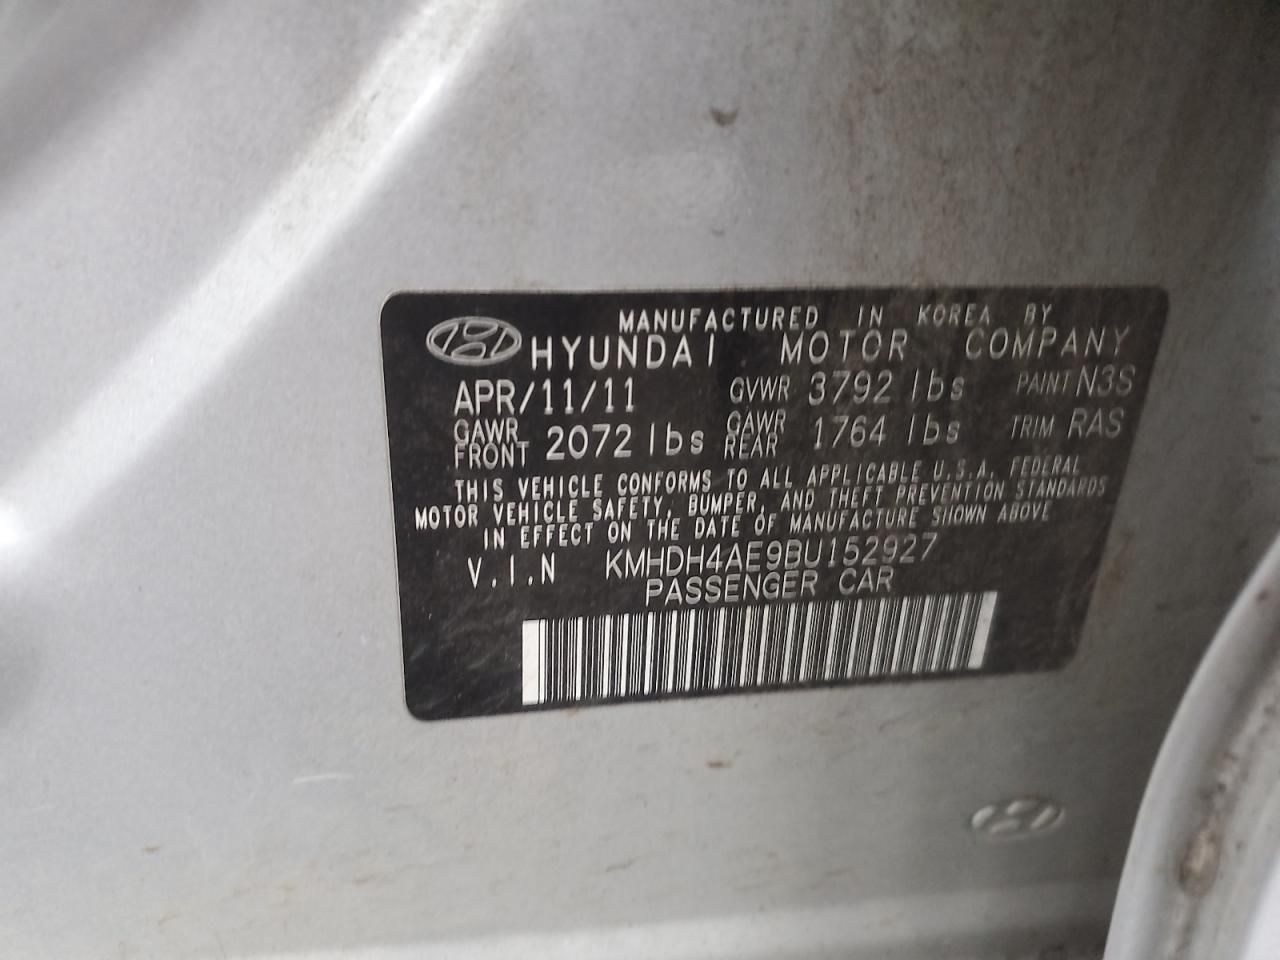 MANUFACTURED IN KOREA BY
HYUNDAI MOTOR COMPANY
APR/11/11 GVWR 3792 lbs PAINT N3S
GAWR FRONT 2072 lbs GAWR REAR 1764 lbs TRIM RAS
THIS VEHICLE CONFORMS TO ALL APPLICABLE U.S.A. FEDERAL
MOTOR VEHICLE SAFETY, BUMPER, AND THEFT PREVENTION STANDARDS
IN EFFECT ON THE DATE OF MANUFACTURE SHOWN ABOVE
V.I.N KMHDH4AE9BU152927
PASSENGER CAR